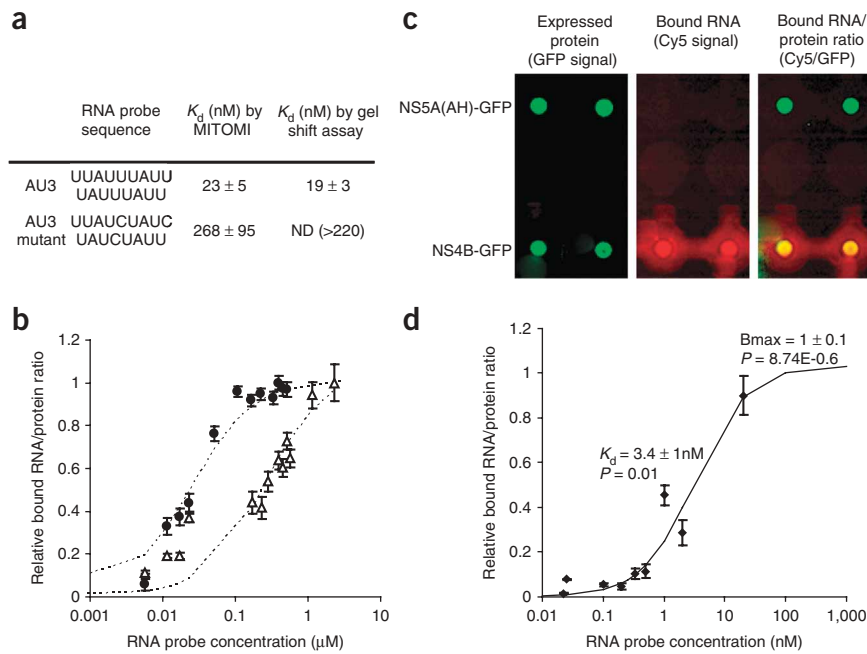 a
RNA probe sequence
K_d (nM) by MITOMI
K_d (nM) by gel shift assay
AU3
UUAUUUAUU
UAUUUAUU
23 ± 5
19 ± 3
AU3 mutant
UUAUCUAUC
UAUCUAUU
268 ± 95
ND (>220)
b
Relative bound RNA/protein ratio
1.2
1
0.8
0.6
0.4
0.2
0
0.001
0.01
0.1
1
10
RNA probe concentration (μM)
c
Expressed protein (GFP signal)
Bound RNA (Cy5 signal)
Bound RNA/ protein ratio (Cy5/GFP)
NS5A(AH)-GFP
NS4B-GFP
d
Relative bound RNA/protein ratio
1.2
1
0.8
0.6
0.4
0.2
0
Bmax = 1 ± 0.1
P = 8.74E-0.6
K_d = 3.4 ± 1nM
P = 0.01
0.01
0.1
1
10
100
1,000
RNA probe concentration (nM)